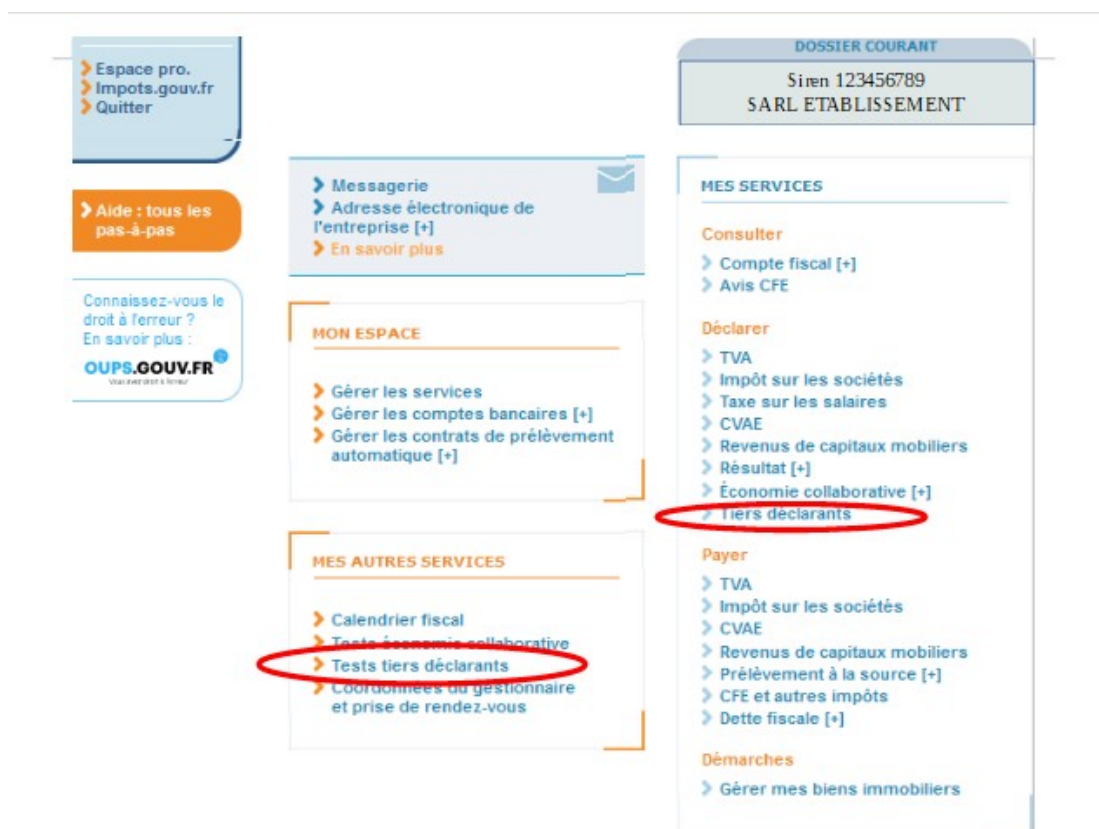 Espace pro.
Impots.gouv.fr
Quitter
Aide : tous les
pas-à-pas
Connaissez-vous le
droit à l'erreur ?
En savoir plus :
OUPS.GOUV.FR
Vous avez droit à l'erreur
Messagerie
Adresse électronique de
l'entreprise [+]
En savoir plus
MON ESPACE
Gérer les services
Gérer les comptes bancaires [+]
Gérer les contrats de prélèvement
automatique [+]
MES AUTRES SERVICES
Calendrier fiscal
Tests économie collaborative
Tests tiers déclarants
Coordonnées du gestionnaire
et prise de rendez-vous
DOSSIER COURANT
Siren 123456789
SARL ETABLISSEMENT
MES SERVICES
Consulter
Compte fiscal [+]
Avis CFE
Déclarer
TVA
Impôt sur les sociétés
Taxe sur les salaires
CVAE
Revenus de capitaux mobiliers
Résultat [+]
Économie collaborative [+]
Tiers déclarants
Payer
TVA
Impôt sur les sociétés
CVAE
Revenus de capitaux mobiliers
Prélèvement à la source [+]
CFE et autres impôts
Dette fiscale [+]
Démarches
Gérer mes biens immobiliers